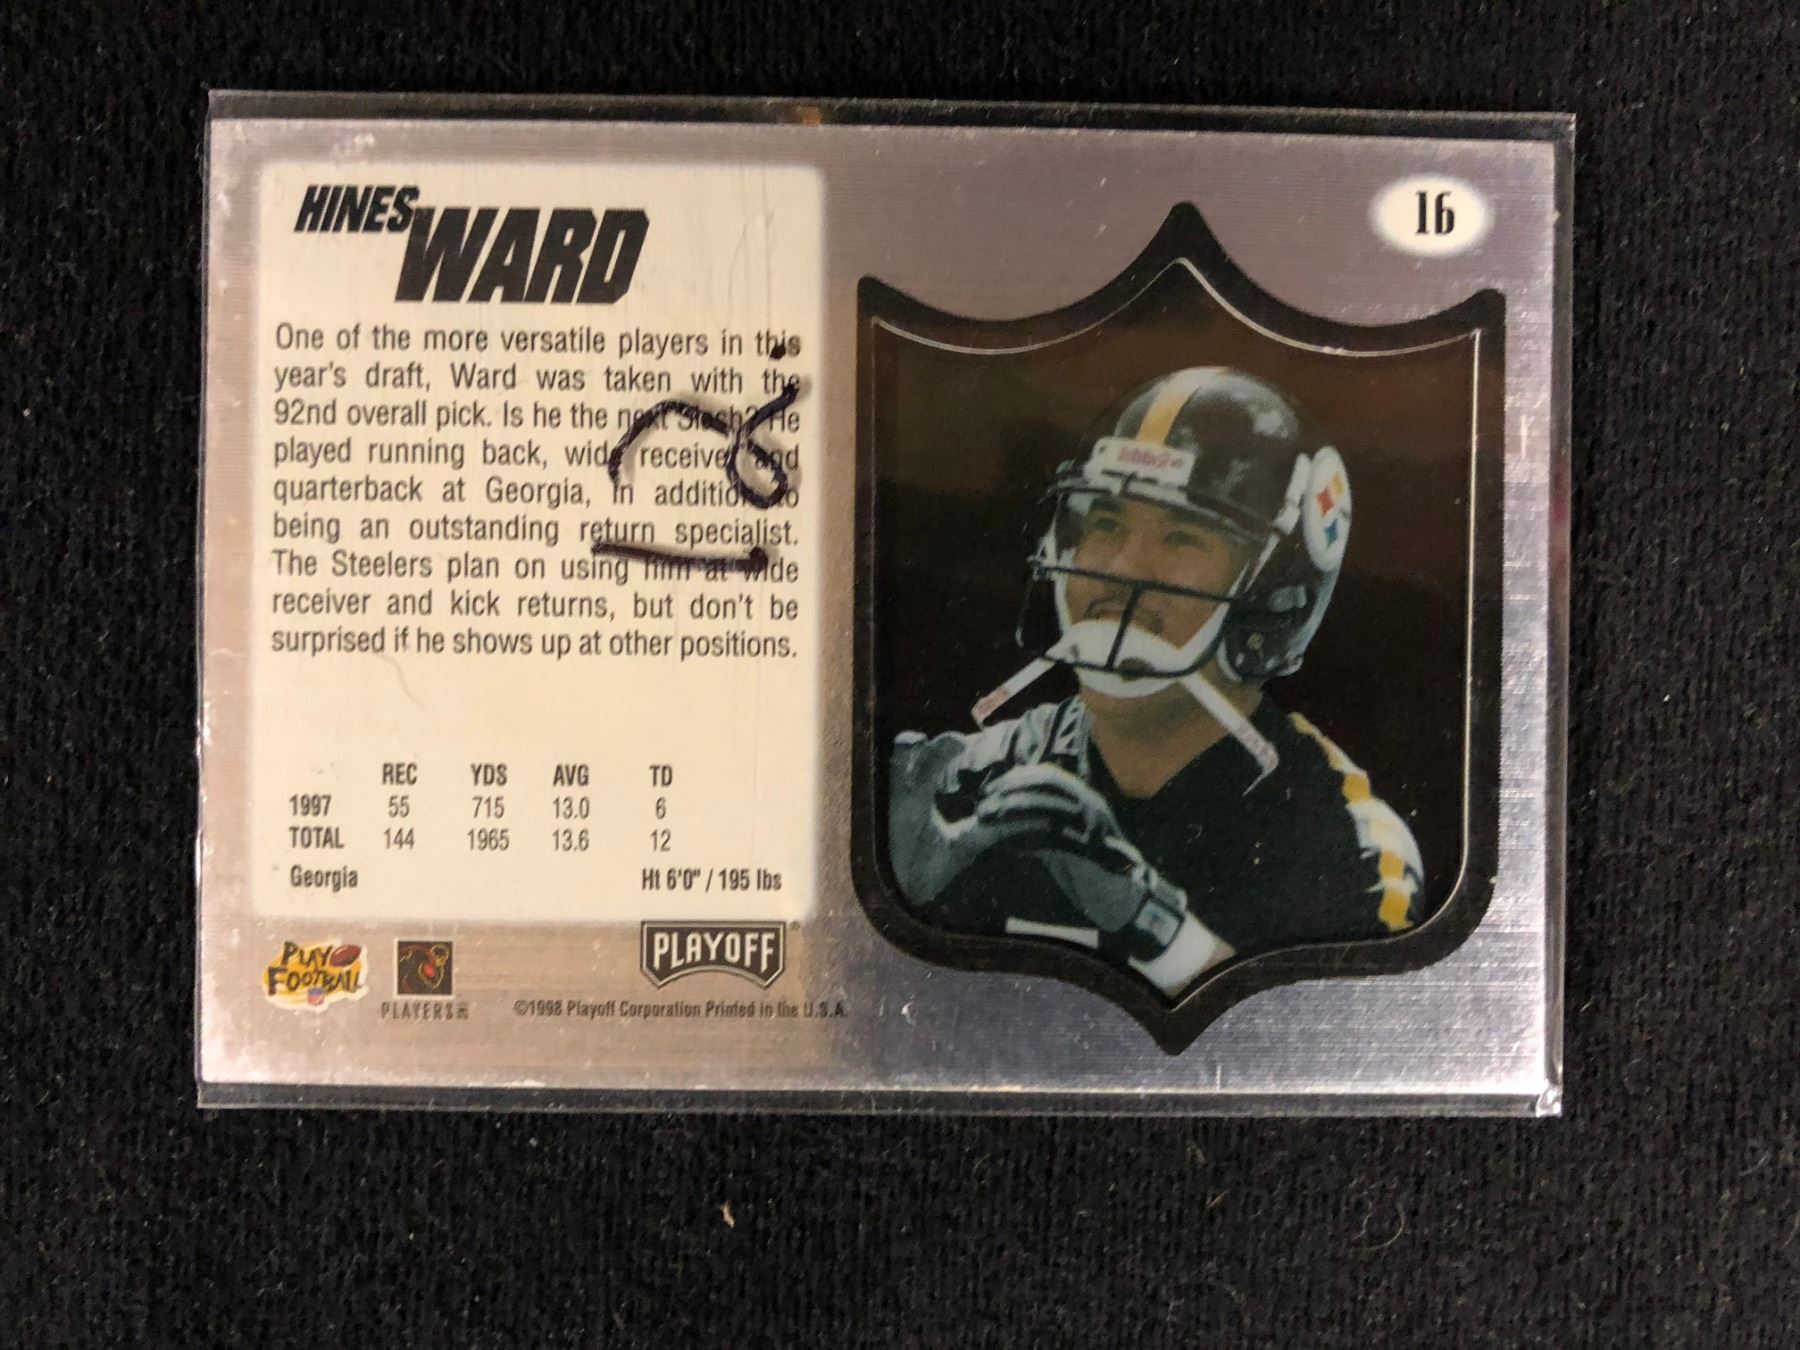 16
HINES
WARD
One of the more versatile players in this
year's draft, Ward was taken with the
92nd overall pick. Is he the next Slash? He
played running back, wide receiver and
quarterback at Georgia, in addition to
being an outstanding return specialist.
The Steelers plan on using him at wide
receiver and kick returns, but don't be
surprised if he shows up at other positions.
REC YDS AVG TD
1997 55 715 13.0 6
TOTAL 144 1965 13.6 12
Georgia Ht 6'0" / 195 lbs
PLAY
FOOTBALL
PLAYERS
PLAYOFF®
©1998 Playoff Corporation Printed in the U.S.A.